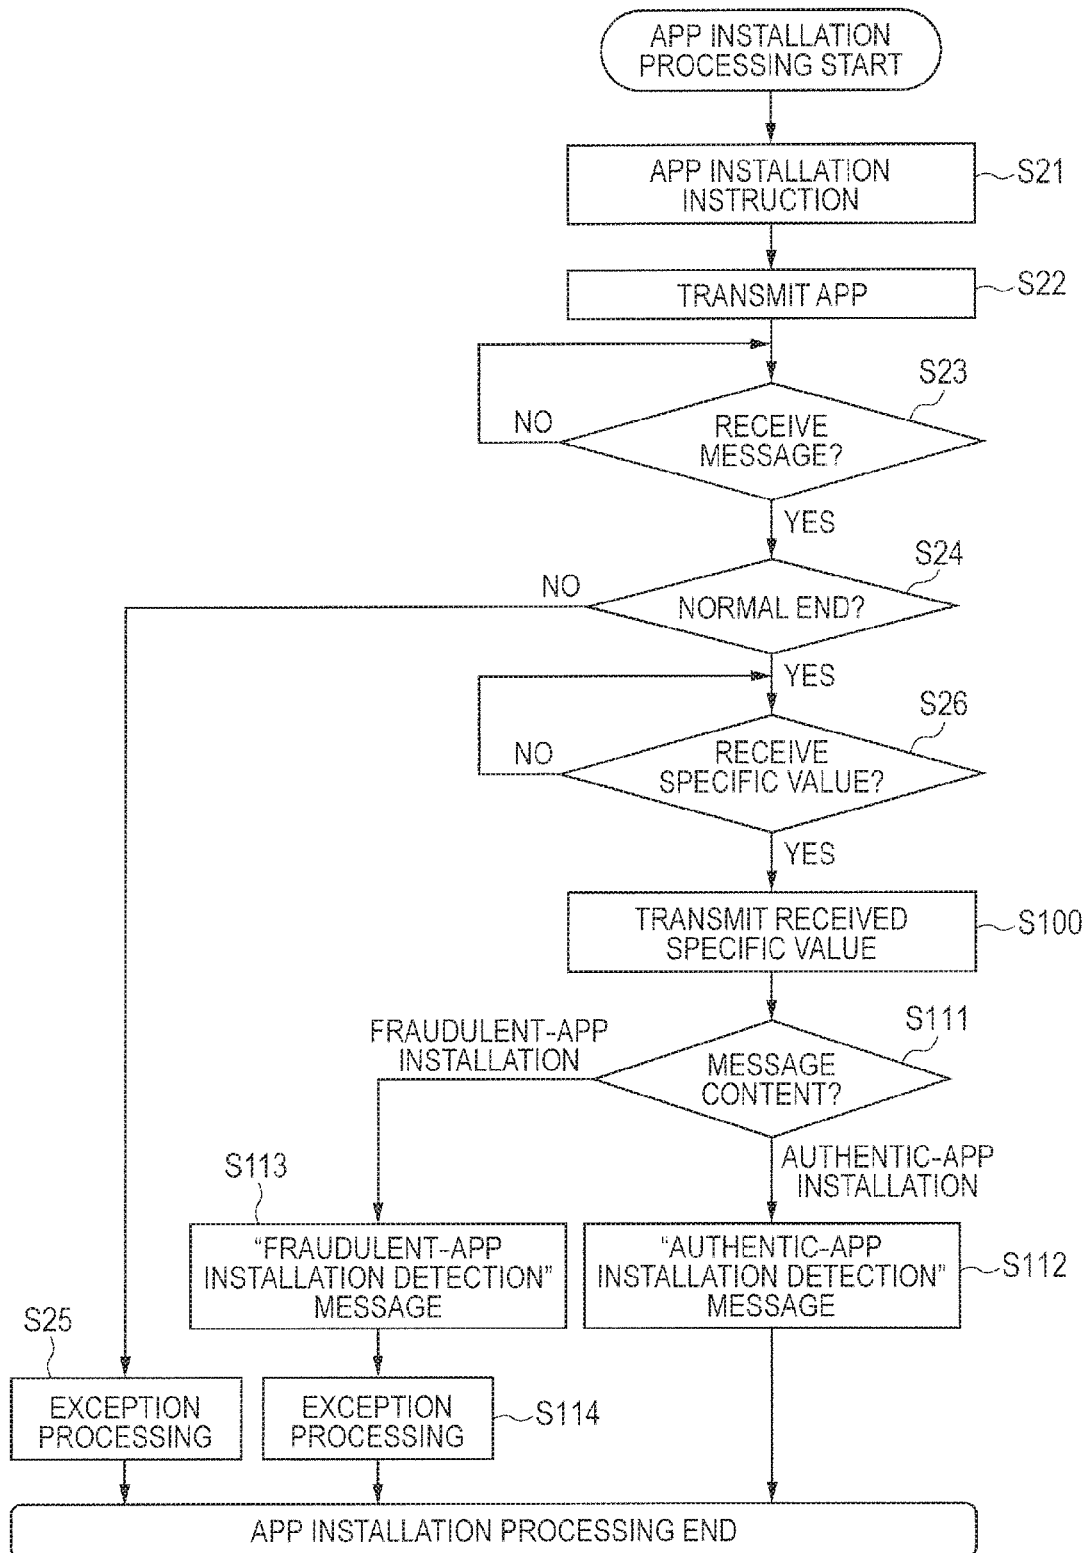 APP INSTALLATION
PROCESSING START
APP INSTALLATION
INSTRUCTION
S21
TRANSMIT APP
S22
S23
NO
RECEIVE
MESSAGE?
YES
S24
NO
NORMAL END?
YES
S26
NO
RECEIVE
SPECIFIC VALUE?
YES
TRANSMIT RECEIVED
SPECIFIC VALUE
S100
S111
FRAUDULENT-APP
INSTALLATION
MESSAGE
CONTENT?
AUTHENTIC-APP
INSTALLATION
S113
“FRAUDULENT-APP
INSTALLATION DETECTION”
MESSAGE
“AUTHENTIC-APP
INSTALLATION DETECTION”
MESSAGE
S112
S25
EXCEPTION
PROCESSING
EXCEPTION
PROCESSING
S114
APP INSTALLATION PROCESSING END